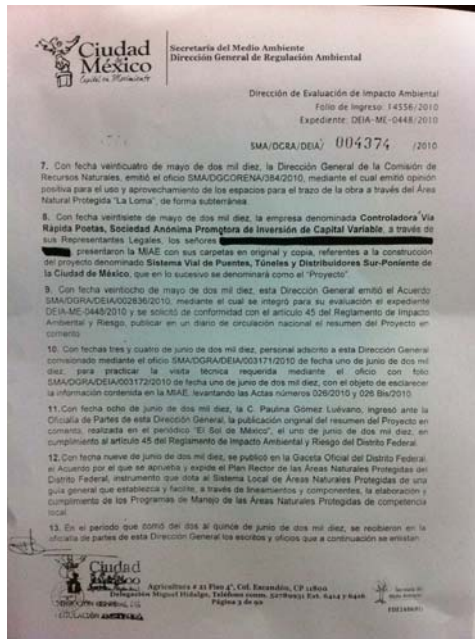 Ciudad
México
Capital en Movimiento
Secretaría del Medio Ambiente
Dirección General de Regulación Ambiental
Dirección de Evaluación de Impacto Ambiental
Folio de Ingreso: 14556/2010
Expediente: DEIA-ME-0448/2010
SMA/DGRA/DEIA/ 004374 /2010
7. Con fecha veinticuatro de mayo de dos mil diez, la Dirección General de la Comisión de
Recursos Naturales, emitió el oficio SMA/DGCORENA/384/2010, mediante el cual emitió opinión
positiva para el uso y aprovechamiento de los espacios para el trazo de la obra a través del Área
Natural Protegida "La Loma", de forma subterránea.
8. Con fecha veintisiete de mayo de dos mil diez, la empresa denominada Controladora Vía
Rápida Poetas, Sociedad Anónima Promotora de Inversión de Capital Variable, a través de
sus Representantes Legales, los señores
presentaron la MIAE con sus carpetas en original y copia, referentes a la construcción
del proyecto denominado Sistema Vial de Puentes, Túneles y Distribuidores Sur-Poniente de
la Ciudad de México, que en lo sucesivo se denominará como el "Proyecto".
9. Con fecha veintiocho de mayo de dos mil diez, esta Dirección General emitió el Acuerdo
SMA/DGRA/DEIA/002836/2010, mediante el cual se integró para su evaluación el expediente
DEIA-ME-0448/2010 y se solicitó de conformidad con el artículo 45 del Reglamento de Impacto
Ambiental y Riesgo, publicar en un diario de circulación nacional el resumen del Proyecto en
comento.
10. Con fechas tres y cuatro de junio de dos mil diez, personal adscrito a esta Dirección General
comisionado mediante el oficio SMA/DGRA/DEIA/003171/2010 de fecha uno de junio de dos mil
diez, para practicar la visita técnica requerida mediante el oficio con folio
SMA/DGRA/DEIA/003172/2010 de fecha uno de junio de dos mil diez, con el objeto de esclarecer
la información contenida en la MIAE, levantando las Actas números 026/2010 y 026 Bis/2010.
11. Con fecha ocho de junio de dos mil diez, la C. Paulina Gómez Luévano, ingresó ante la
Oficialía de Partes de esta Dirección General, la publicación original del resumen del Proyecto en
comento, realizada en el periódico "El Sol de México", el uno de junio de dos mil diez, en
cumplimiento al artículo 45 del Reglamento de Impacto Ambiental y Riesgo del Distrito Federal.
12. Con fecha nueve de junio de dos mil diez, se publicó en la Gaceta Oficial del Distrito Federal,
el Acuerdo por el que se aprueba y expide el Plan Rector de las Áreas Naturales Protegidas del
Distrito Federal, instrumento que dota al Sistema Local de Áreas Naturales Protegidas de una
guía general que establezca y facilite, a través de lineamientos y componentes, la elaboración y
cumplimiento de los Programas de Manejo de las Áreas Naturales Protegidas de competencia
local.
13. En el periodo que corrió del dos al quince de junio de dos mil diez, se recibieron en la
oficialía de partes de esta Dirección General los escritos y oficios que a continuación se enlistan:
Ciudad
Agricultura # 21 Piso 4°, Col. Escandón, CP 11800
Delegación Miguel Hidalgo, Teléfono comm. 52789931 Ext. 6414 y 6416
Página 3 de 90